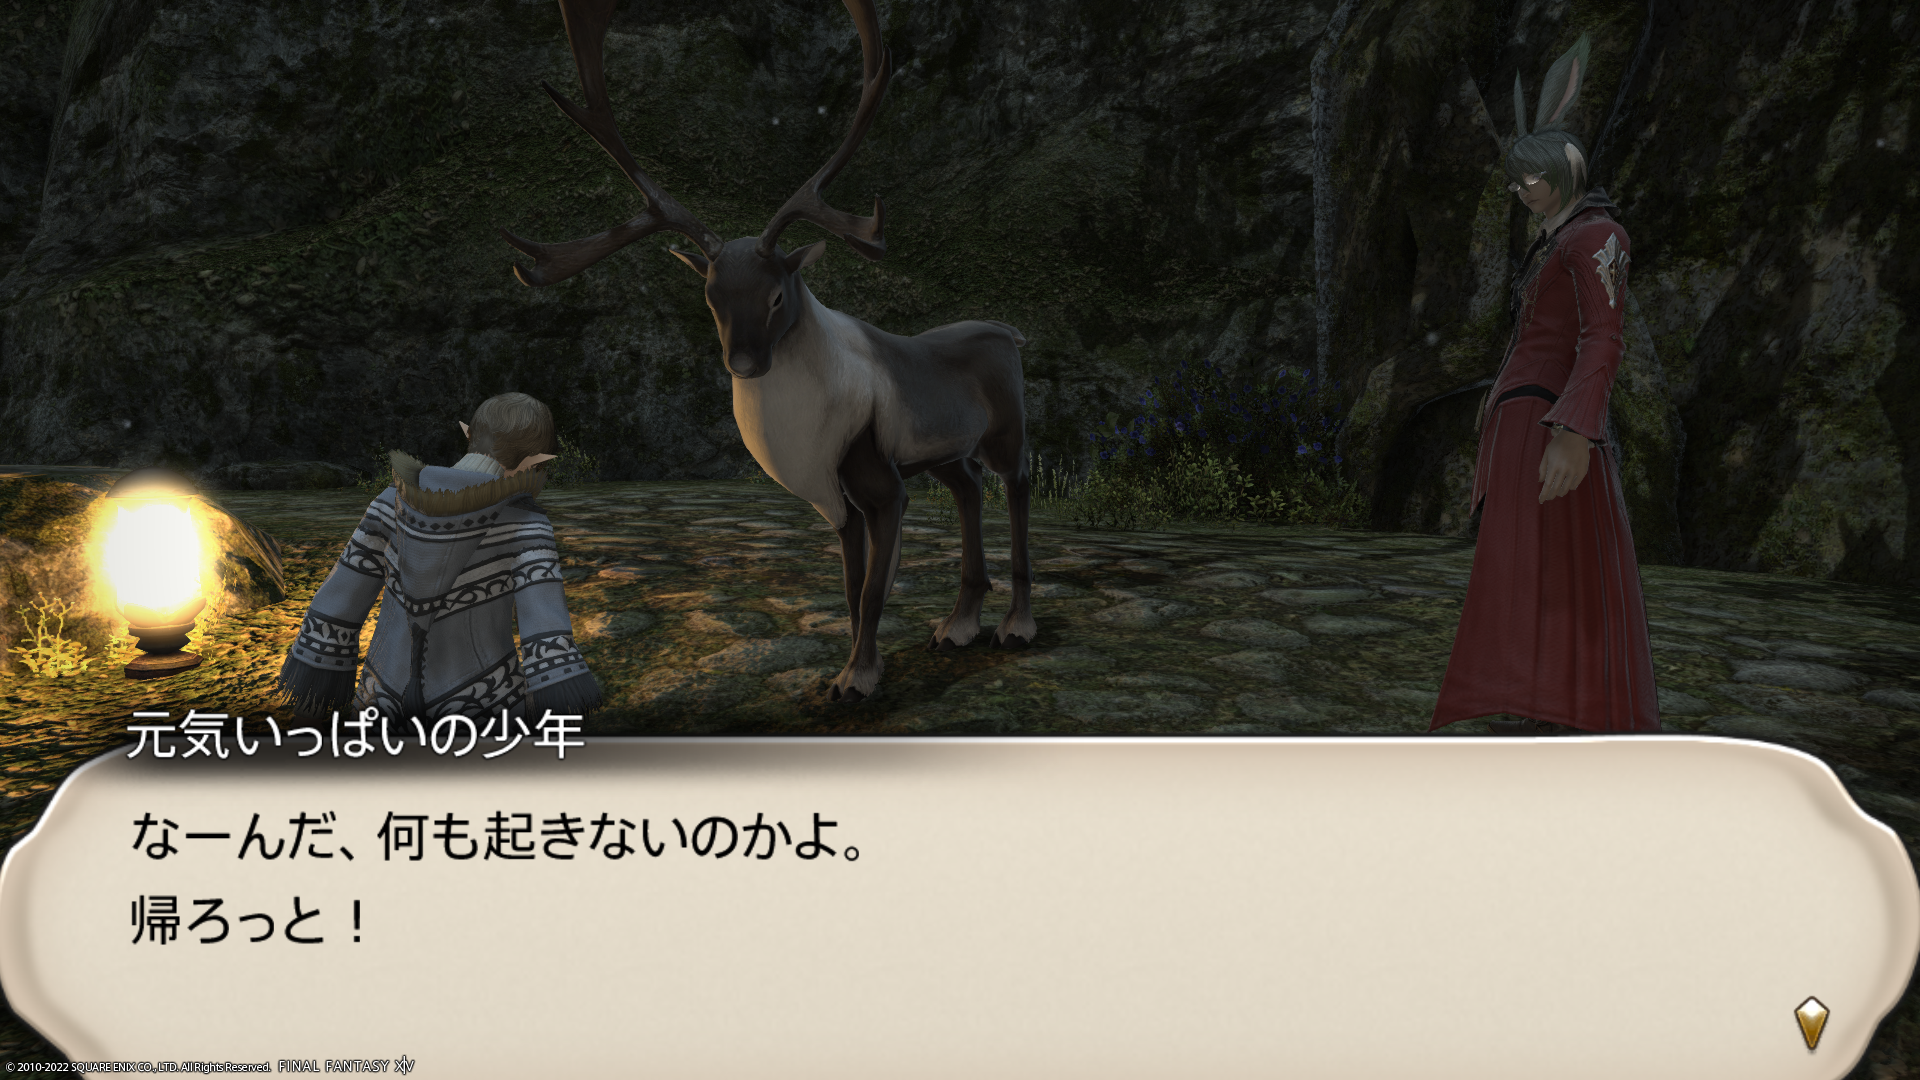 元気いっぱいの少年
なーんだ、何も起きないのかよ。
帰ろっと！
© 2010-2022 SQUARE ENIX CO., LTD. All Rights Reserved. FINAL FANTASY XIV